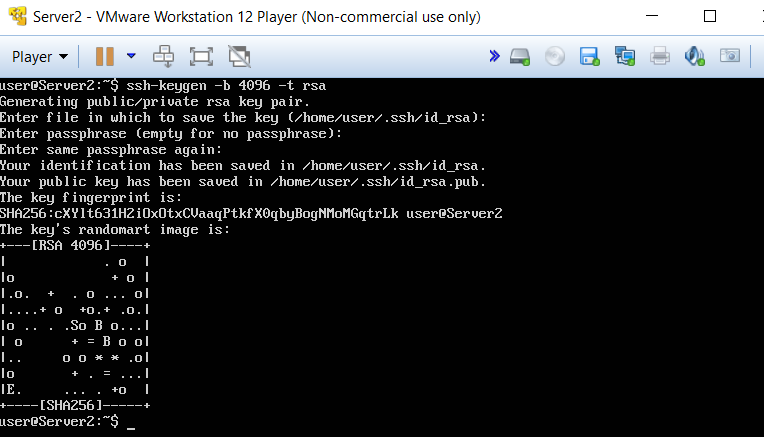 Server2 - VMware Workstation 12 Player (Non-commercial use only)
Player
user@Server2:~$ ssh-keygen -b 4096 -t rsa
Generating public/private rsa key pair.
Enter file in which to save the key (/home/user/.ssh/id_rsa):
Enter passphrase (empty for no passphrase):
Enter same passphrase again:
Your identification has been saved in /home/user/.ssh/id_rsa.
Your public key has been saved in /home/user/.ssh/id_rsa.pub.
The key fingerprint is:
SHA256:cXYlt631H2iOxOtxCVaaqPtkfX0qbyBogNMoMGqtrLk user@Server2
The key's randomart image is:
+---[RSA 4096]----+
|            . o  |
|o            + o |
|.o.  +  . o ... o|
|....+ o  +o.+ .o.|
|o .. . .So B o...|
| o      + = B o o|
|..     o o * * .o|
|o       + . = ...|
|E.     ... . +o  |
+----[SHA256]-----+
user@Server2:~$ _